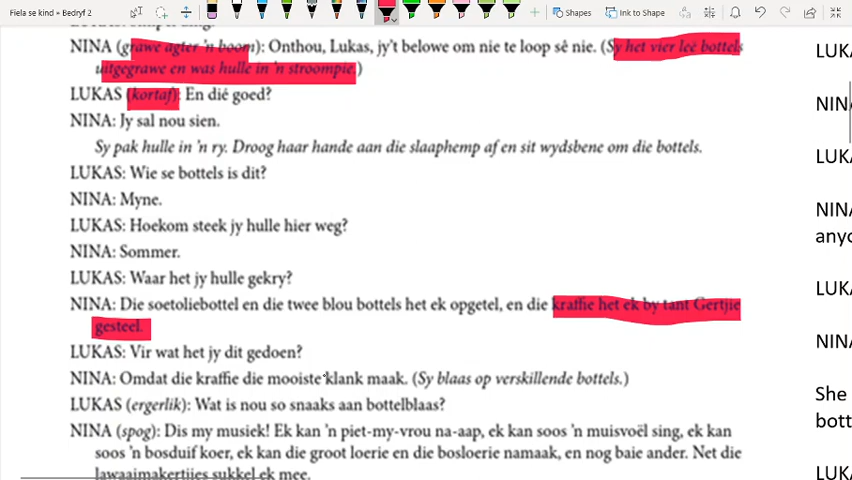 Fiela se kind » Bedryf 2
Shapes
Ink to Shape
NINA (grawe agter 'n boom): Onthou, Lukas, jy't belowe om nie te loop sê nie. (Sy het vier leë bottels
uitgegrawe en was hulle in 'n stroompie.)
LUKAS (kortaf): En dié goed?
NINA: Jy sal nou sien.
Sy pak hulle in 'n ry. Droog haar hande aan die slaaphemp af en sit wydsbene om die bottels.
LUKAS: Wie se bottels is dit?
NINA: Myne.
LUKAS: Hoekom steek jy hulle hier weg?
NINA: Sommer.
LUKAS: Waar het jy hulle gekry?
NINA: Die soetoliebottel en die twee blou bottels het ek opgetel, en die kraffie het ek by tant Gertjie
gesteel.
LUKAS: Vir wat het jy dit gedoen?
NINA: Omdat die kraffie die mooiste klank maak. (Sy blaas op verskillende bottels.)
LUKAS (ergerlik): Wat is nou so snaaks aan bottelblaas?
NINA (spog): Dis my musiek! Ek kan 'n piet-my-vrou na-aap, ek kan soos 'n muisvoël sing, ek kan
soos 'n bosduif koer, ek kan die groot loerie en die bosloerie namaak, en nog baie ander. Net die
lawaaimakertjies sukkel ek mee.
LUKA
NINA
LUKA
NINA
anyo
LUKA
NINA
She
bott
LUKA